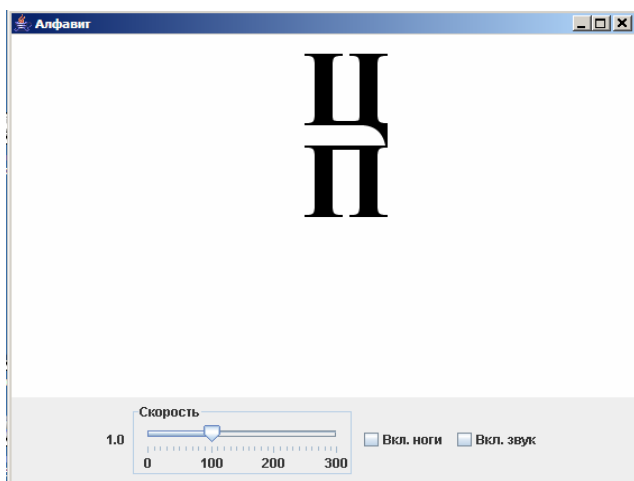 Алфавит
Ц
П
Скорость
1.0
0 100 200 300
Вкл. ноги Вкл. звук